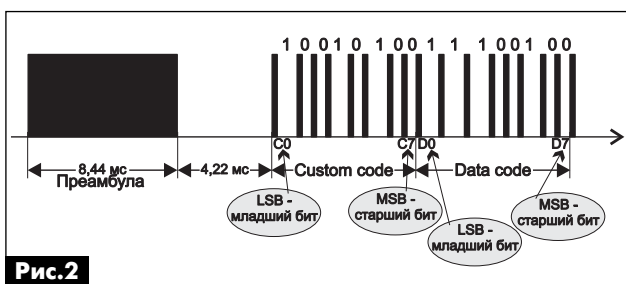 1 0 0 1 0 1 0 0 1 1 1 0 0 1 0 0
C0 C7 D0 D7
8,44 мс 4,22 мс Custom code Data code
Преамбула
LSB -
младший бит
MSB -
старший бит
LSB -
младший бит
MSB -
старший бит
Рис.2